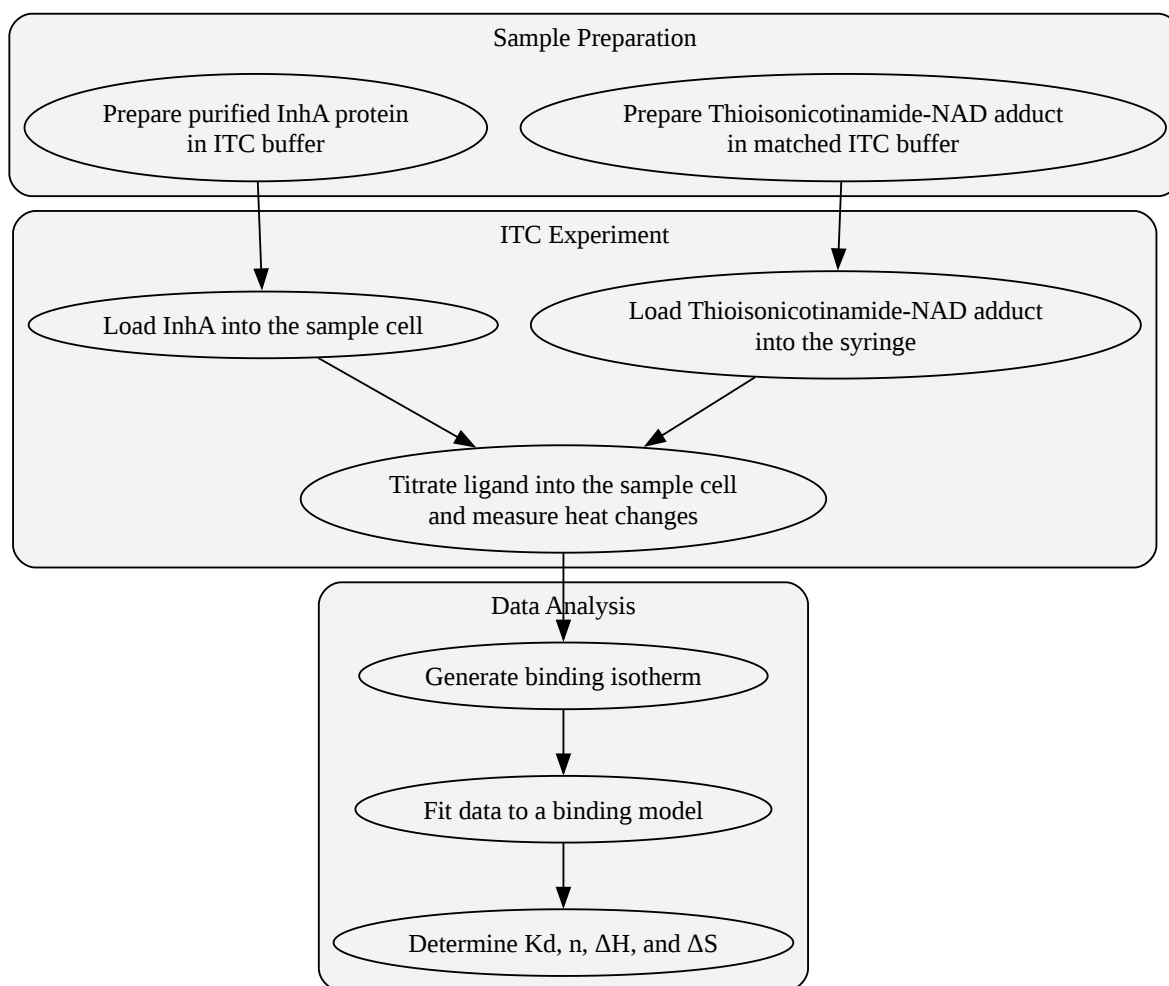 Sample Preparation
Prepare purified InhA protein
in ITC buffer
Prepare Thioisonicotinamide-NAD adduct
in matched ITC buffer
ITC Experiment
Load InhA into the sample cell
Load Thioisonicotinamide-NAD adduct
into the syringe
Titrate ligand into the sample cell
and measure heat changes
Data Analysis
Generate binding isotherm
Fit data to a binding model
Determine Kd, n, ΔH, and ΔS